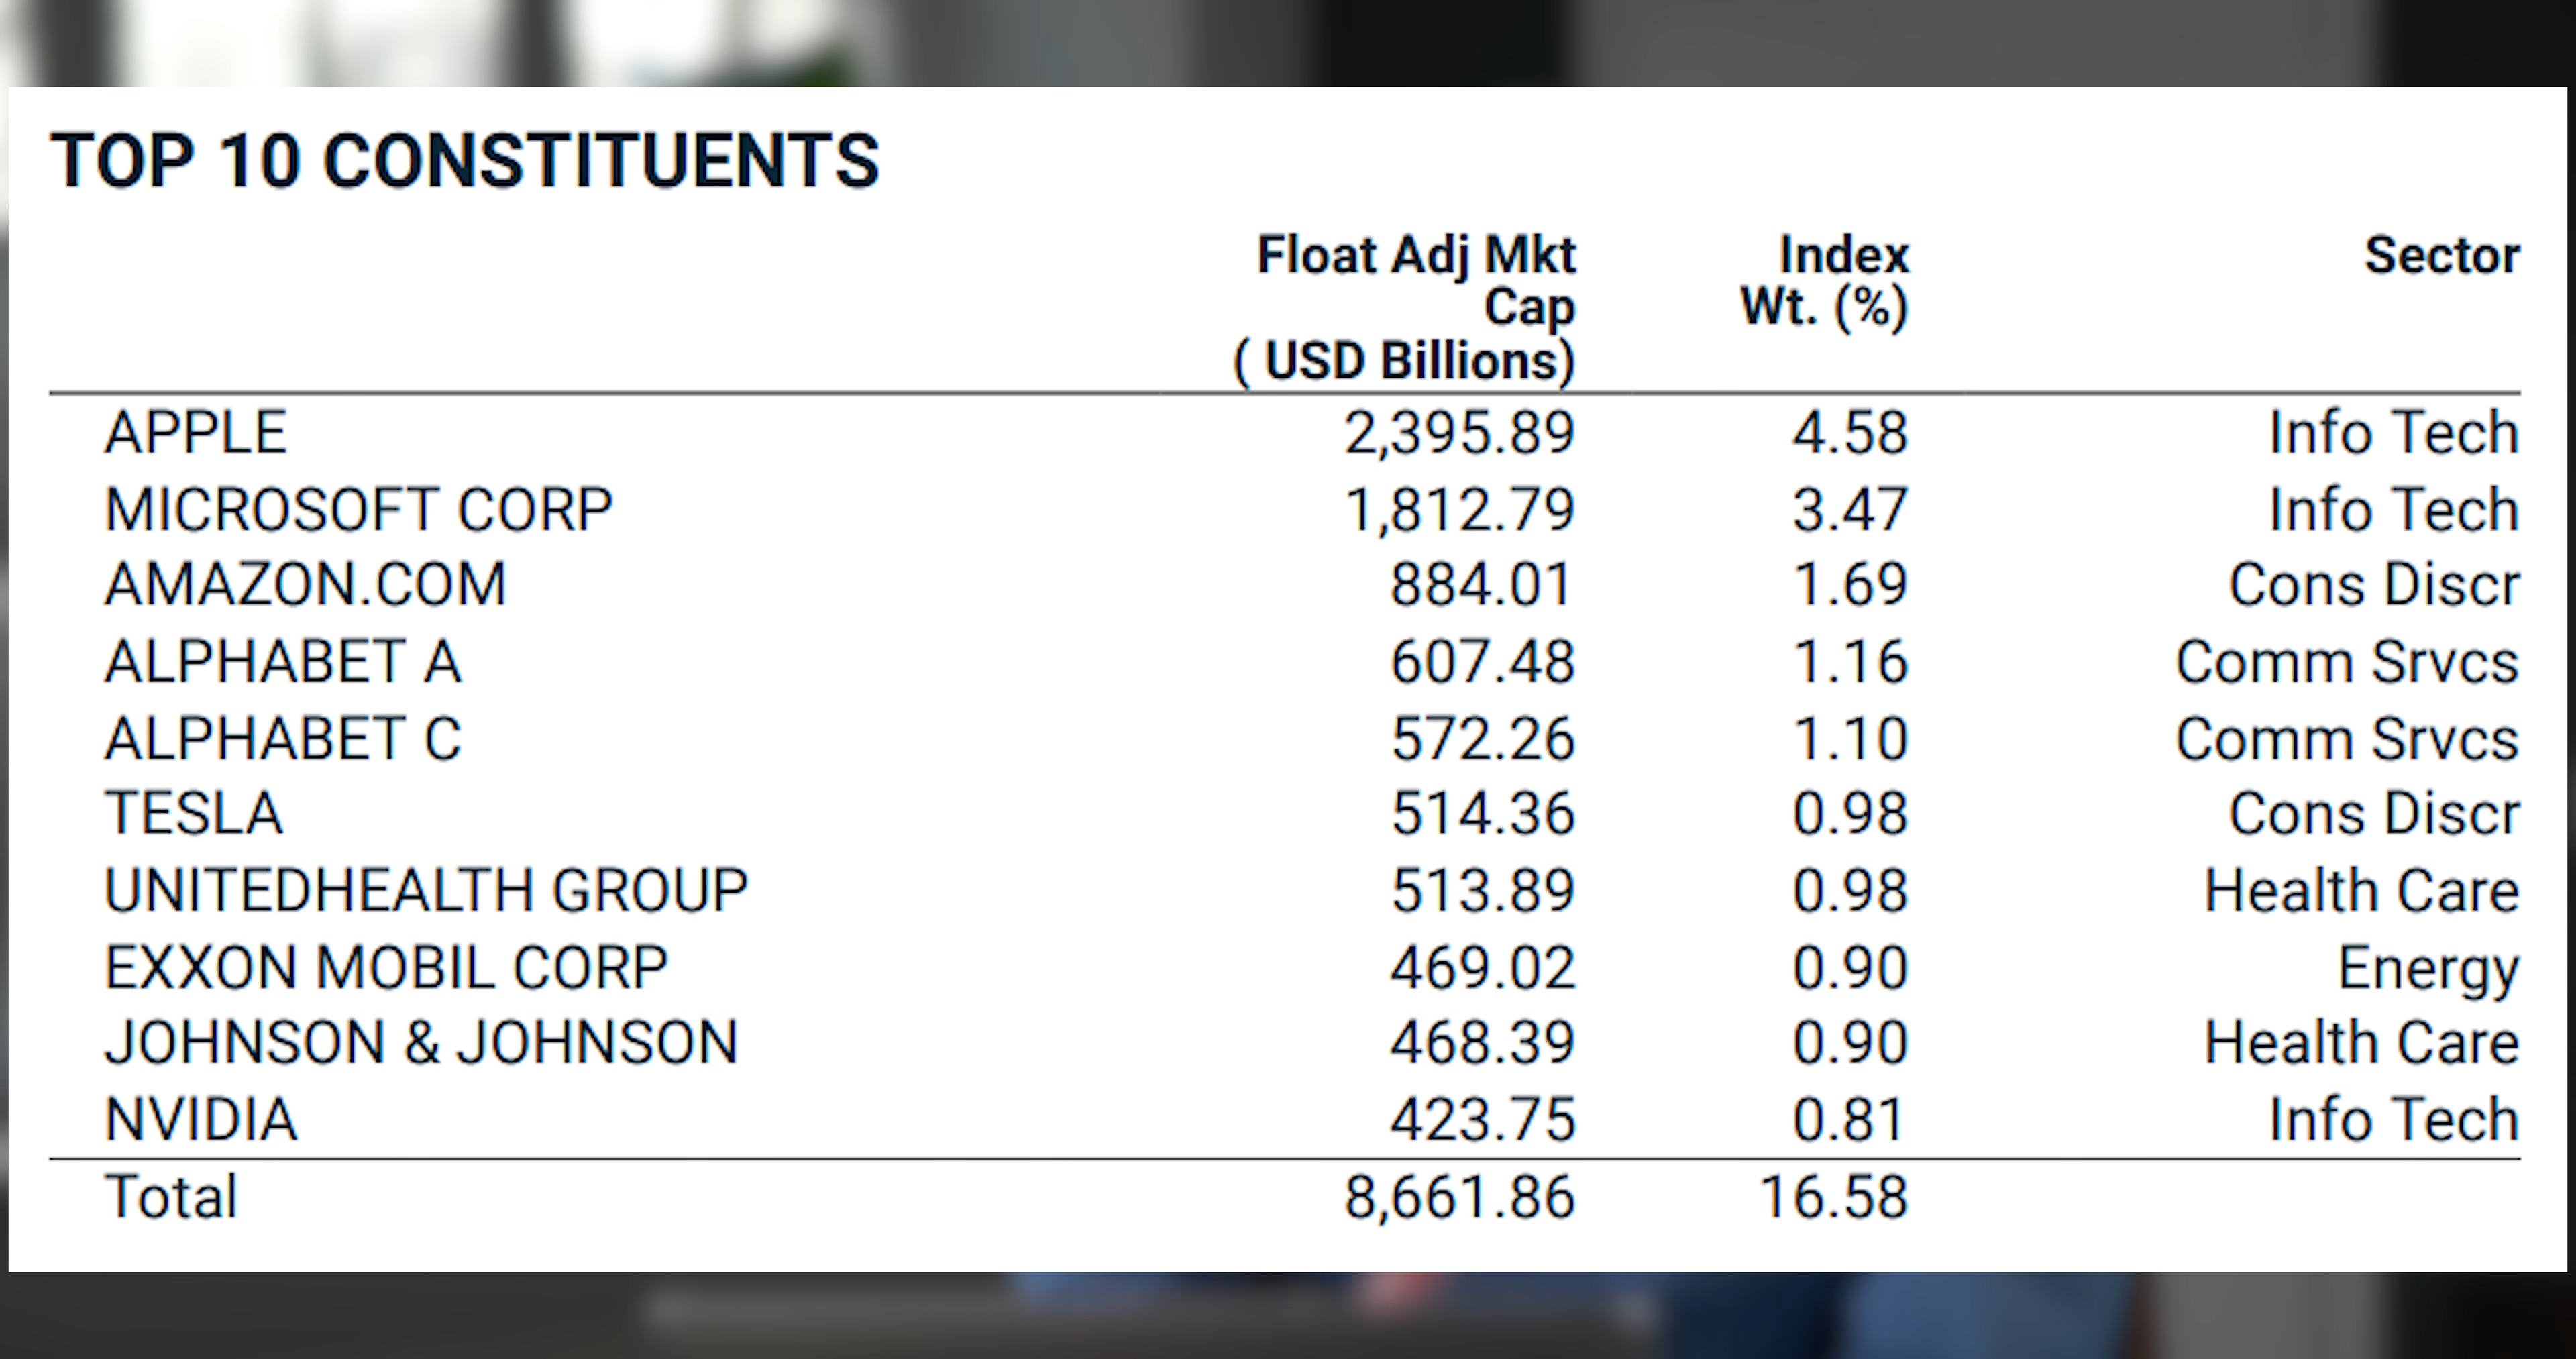 TOP 10 CONSTITUENTS
Float Adj Mkt Index Sector
Cap Wt. (%)
( USD Billions)
APPLE 2,395.89 4.58 Info Tech
MICROSOFT CORP 1,812.79 3.47 Info Tech
AMAZON.COM 884.01 1.69 Cons Discr
ALPHABET A 607.48 1.16 Comm Srvcs
ALPHABET C 572.26 1.10 Comm Srvcs
TESLA 514.36 0.98 Cons Discr
UNITEDHEALTH GROUP 513.89 0.98 Health Care
EXXON MOBIL CORP 469.02 0.90 Energy
JOHNSON & JOHNSON 468.39 0.90 Health Care
NVIDIA 423.75 0.81 Info Tech
Total 8,661.86 16.58